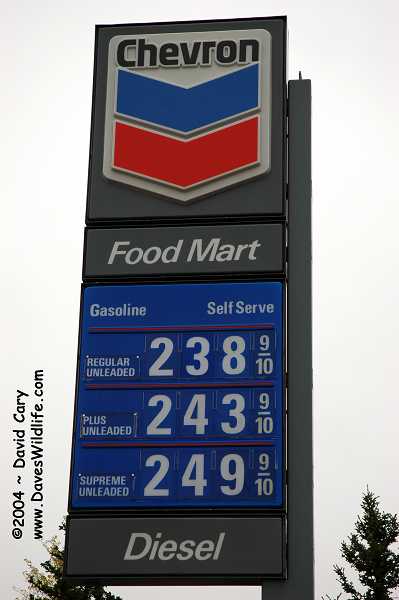 Chevron
Food Mart
Gasoline Self Serve
REGULAR UNLEADED 2 3 8 9/10
PLUS UNLEADED 2 4 3 9/10
SUPREME UNLEADED 2 4 9 9/10
Diesel
©2004 ~ David Cary
www.DavesWildlife.com